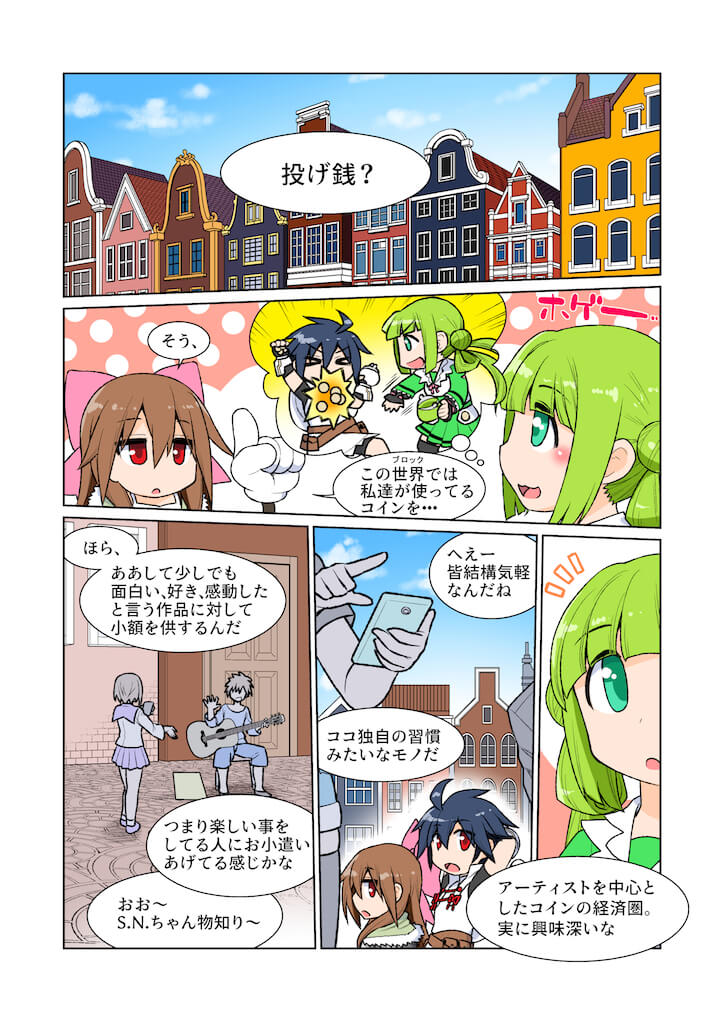 投げ銭？
ホゲー
そう、
ブロック
この世界では
私達が使ってる
コインを・・・
へえー
皆結構気軽
なんだね
ココ独自の習慣
みたいなモノだ
ほら、
ああして少しでも
面白い、好き、感動した
と言う作品に対して
小額を供するんだ
つまり楽しい事を
してる人にお小遣い
あげてる感じかな
おお〜
S.N.ちゃん物知り〜
アーティストを中心と
したコインの経済圏。
実に興味深いな